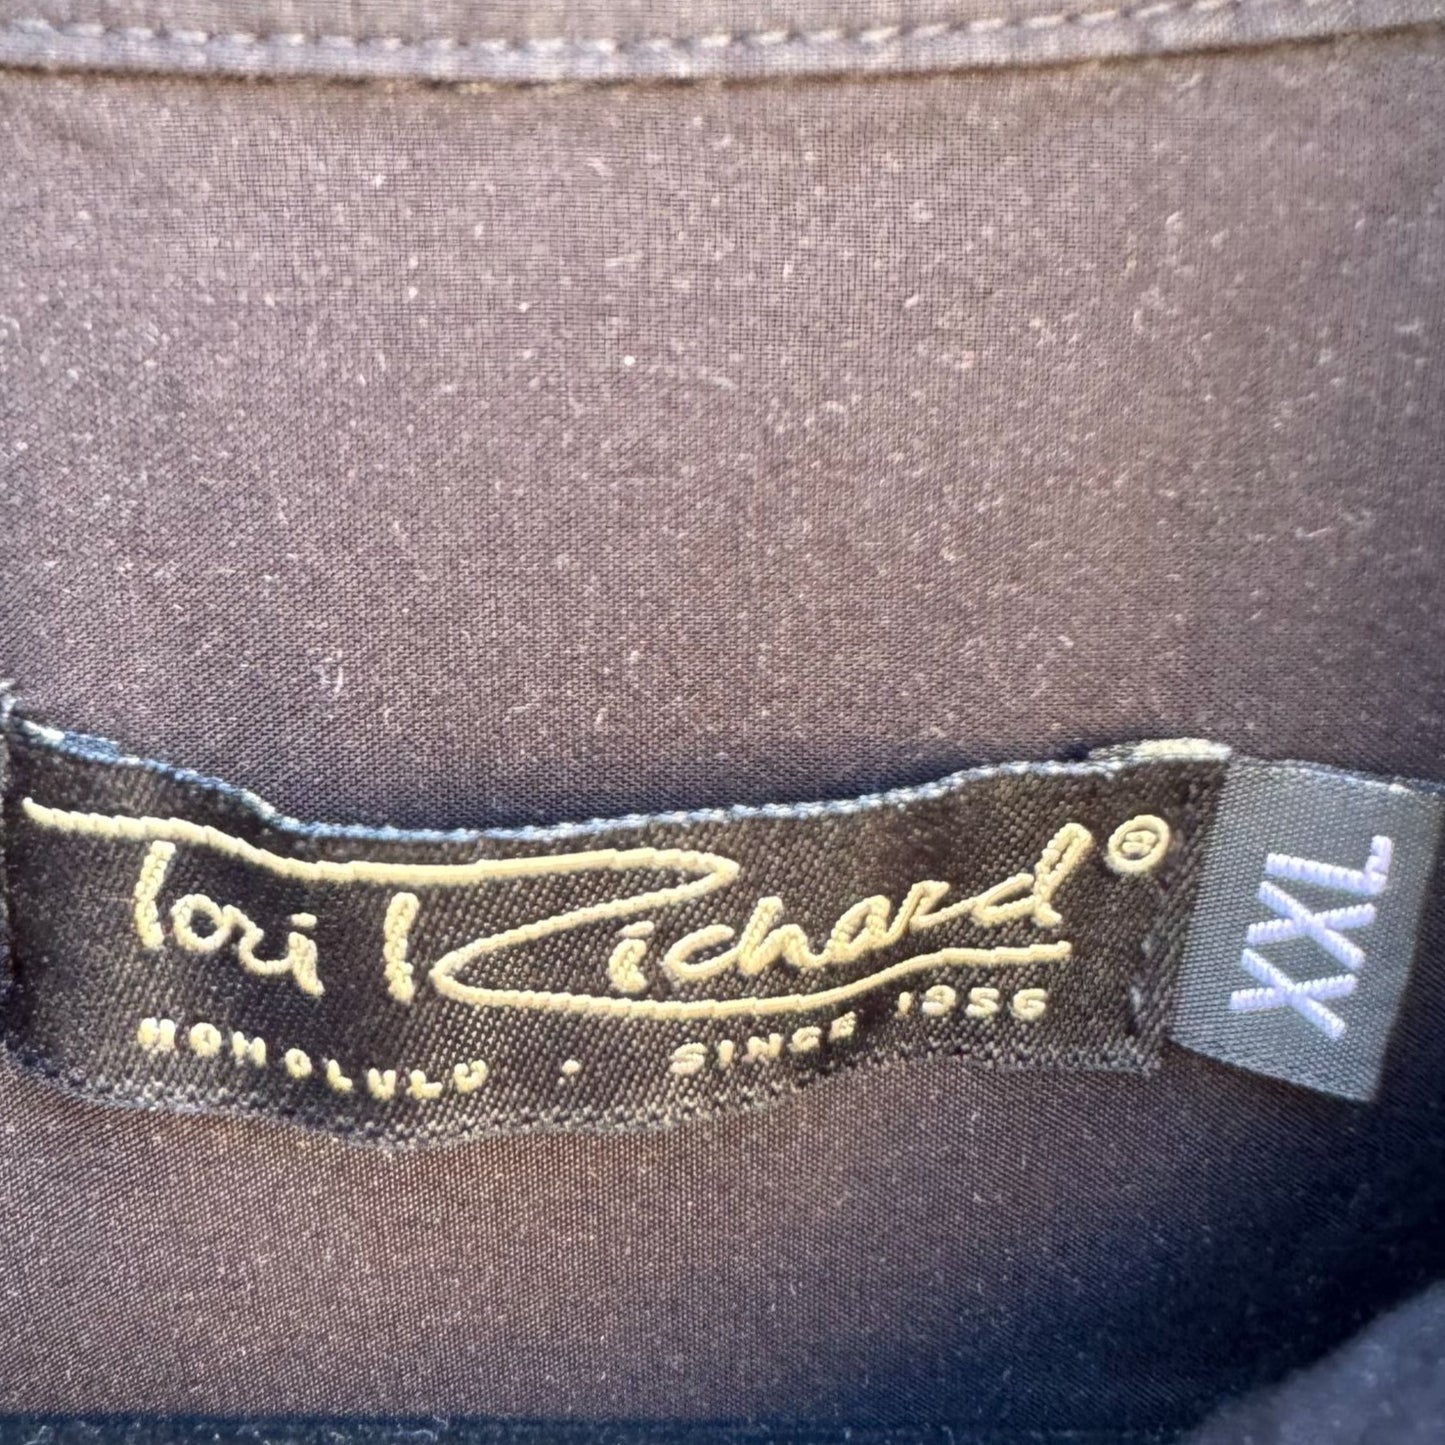 Tori Richard®
HONOLULU · SINCE 1956
XXL